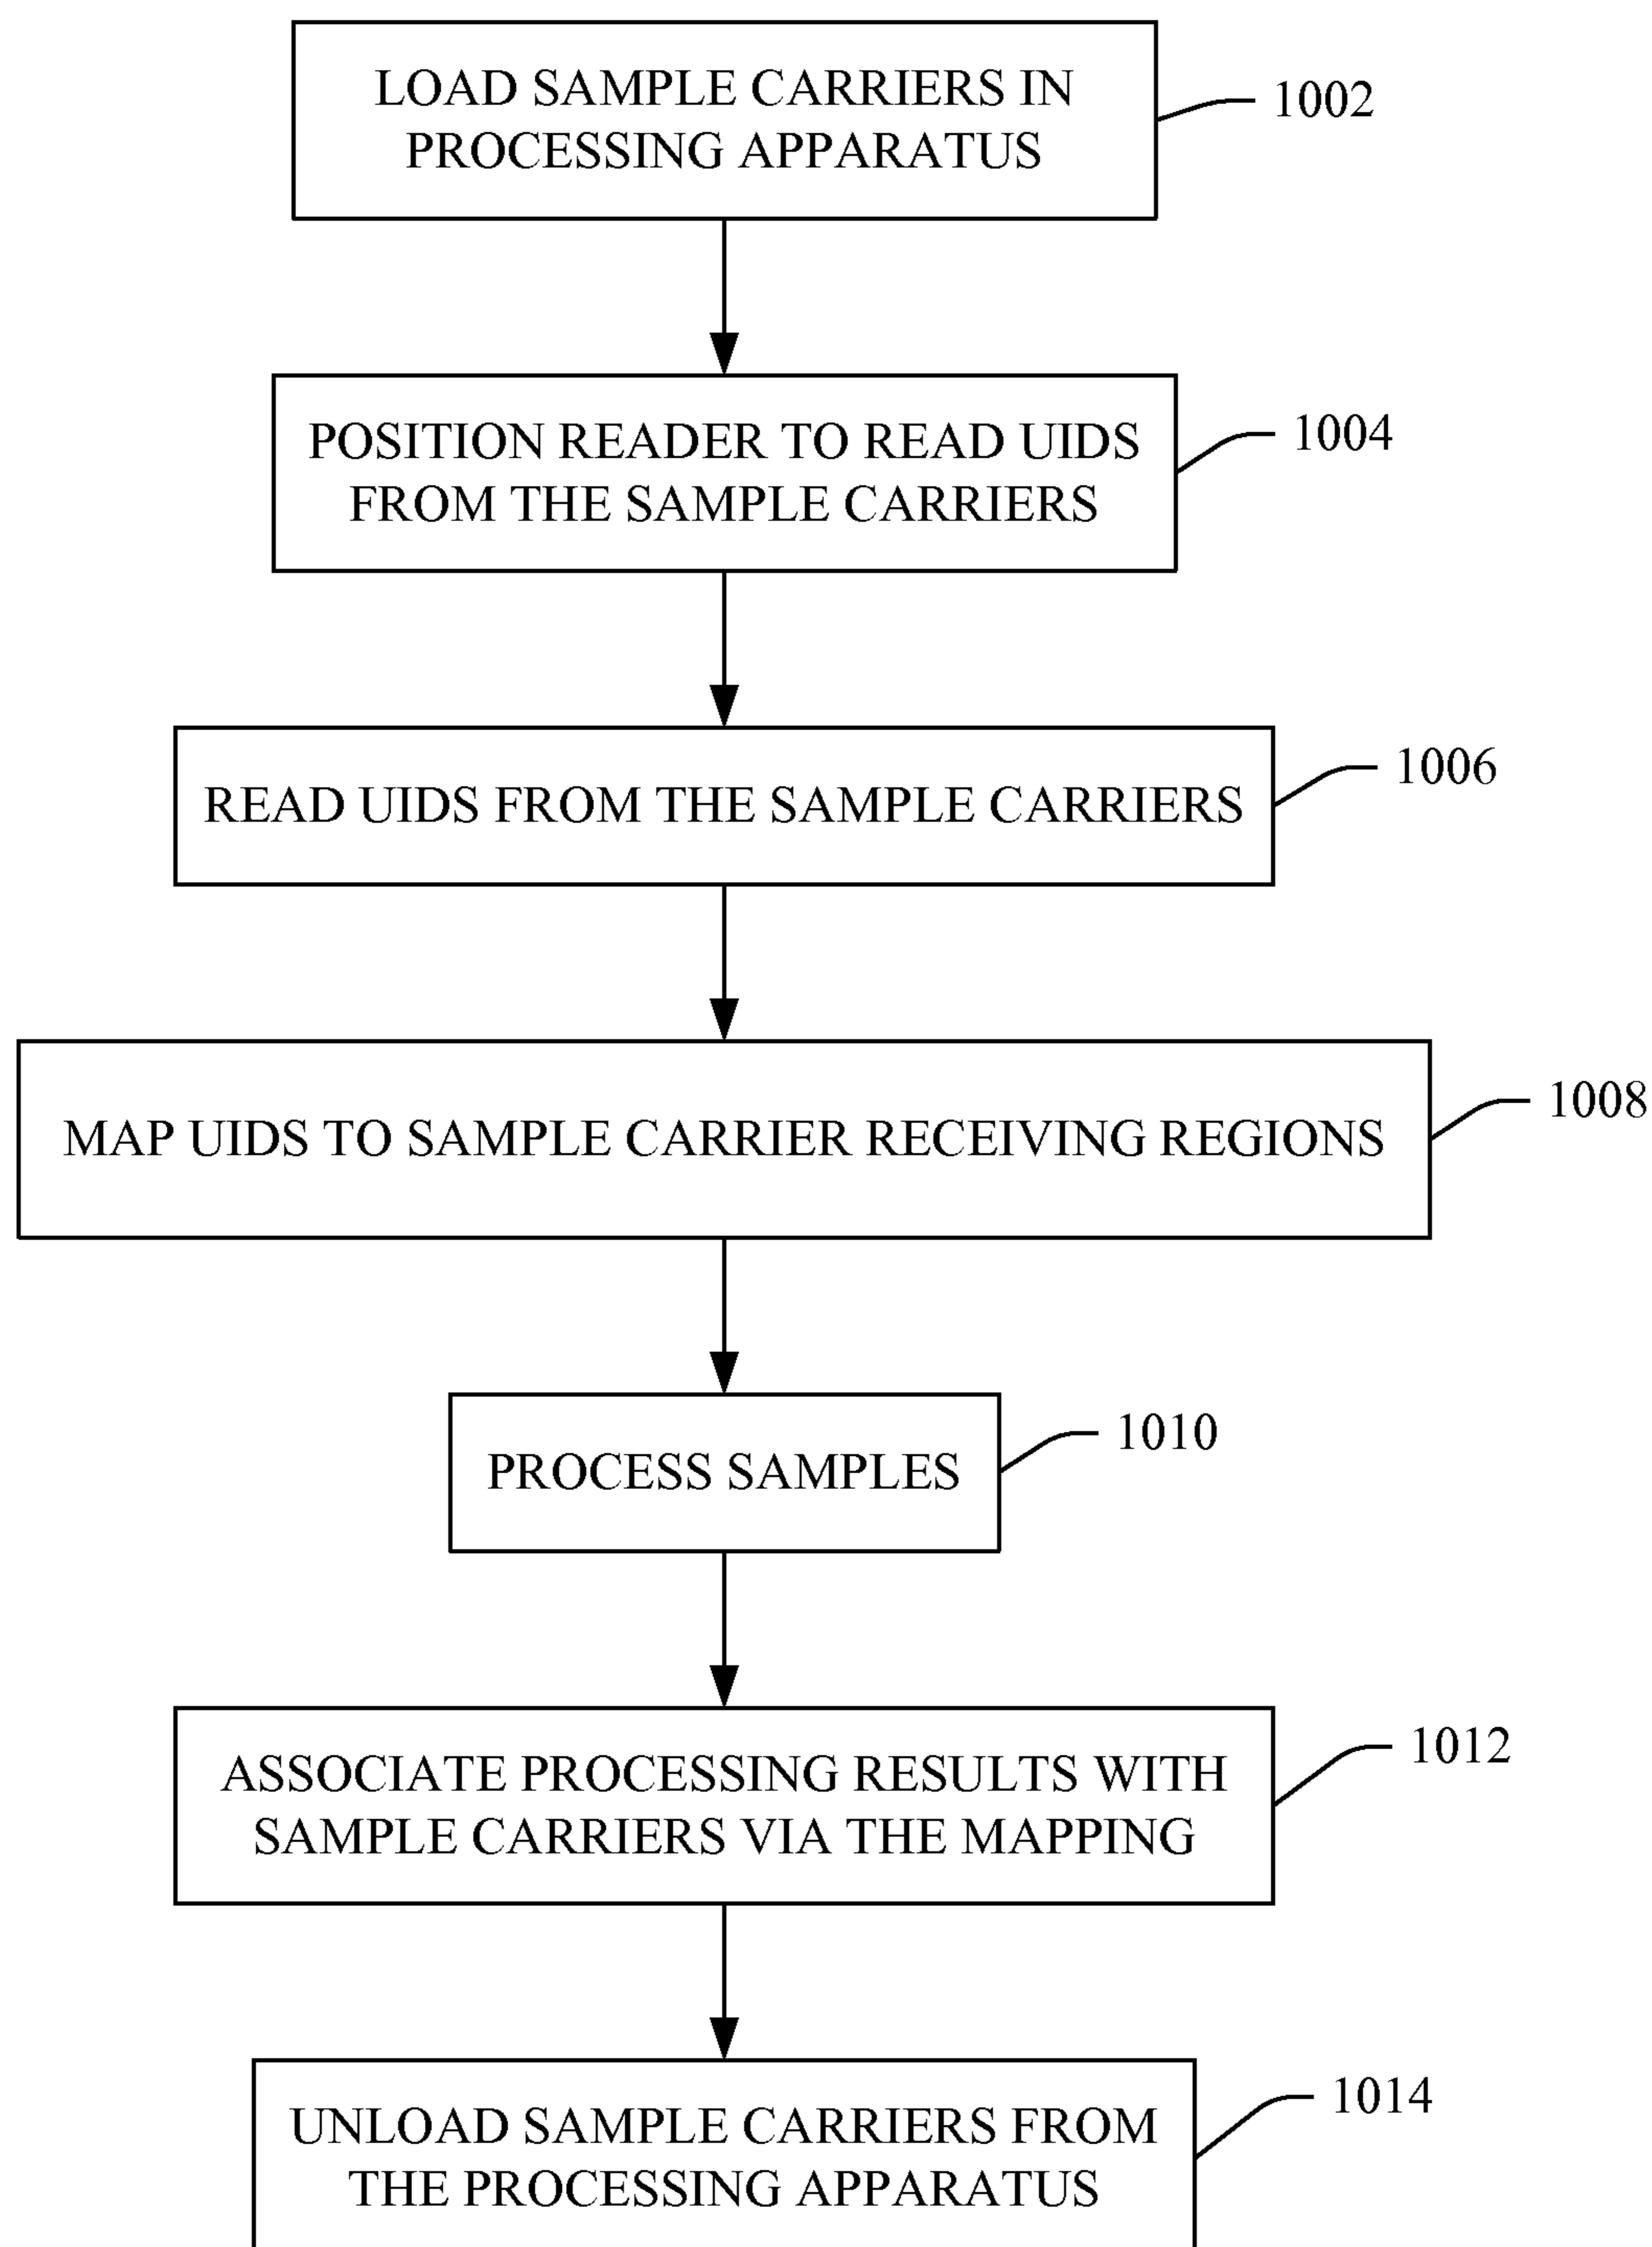 LOAD SAMPLE CARRIERS IN
PROCESSING APPARATUS
1002
POSITION READER TO READ UIDS
FROM THE SAMPLE CARRIERS
1004
READ UIDS FROM THE SAMPLE CARRIERS
1006
MAP UIDS TO SAMPLE CARRIER RECEIVING REGIONS
1008
PROCESS SAMPLES
1010
ASSOCIATE PROCESSING RESULTS WITH
SAMPLE CARRIERS VIA THE MAPPING
1012
UNLOAD SAMPLE CARRIERS FROM
THE PROCESSING APPARATUS
1014